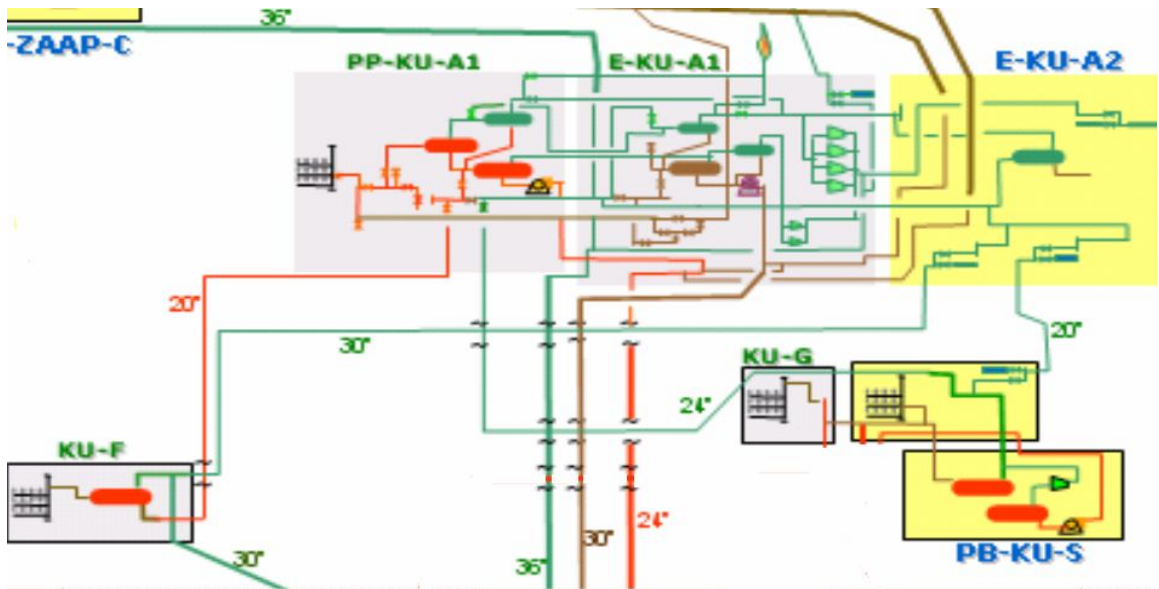 36"
-ZAAP-C
PP-KU-A1
E-KU-A1
E-KU-A2
20"
30"
20"
KU-G
24"
KU-F
24"
30"
30"
36"
PB-KU-S